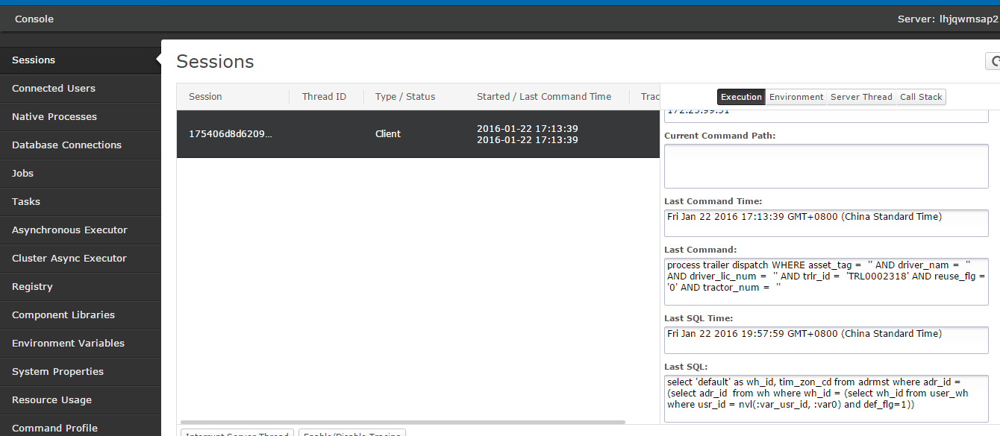 Console
Server: lhjqwmsap2
Sessions
Connected Users
Native Processes
Database Connections
Jobs
Tasks
Asynchronous Executor
Cluster Async Executor
Registry
Component Libraries
Environment Variables
System Properties
Resource Usage
Command Profile
Sessions
Session
Thread ID
Type / Status
Started / Last Command Time
Trac
175406d8d6209...
Client
2016-01-22 17:13:39
2016-01-22 17:13:39
Execution
Environment
Server Thread
Call Stack
Current Command Path:
Last Command Time:
Fri Jan 22 2016 17:13:39 GMT+0800 (China Standard Time)
Last Command:
process trailer dispatch WHERE asset_tag = '' AND driver_nam = ''
AND driver_lic_num = '' AND trlr_id = 'TRL0002318' AND reuse_flg =
'0' AND tractor_num = ''
Last SQL Time:
Fri Jan 22 2016 19:57:59 GMT+0800 (China Standard Time)
Last SQL:
select 'default' as wh_id, tim_zon_cd from adrmst where adr_id =
(select adr_id from wh where wh_id = (select wh_id from user_wh
where usr_id = nvl(:var_usr_id, :var0) and def_flg=1))
Interrupt Server Thread
Enable/Disable Tracing